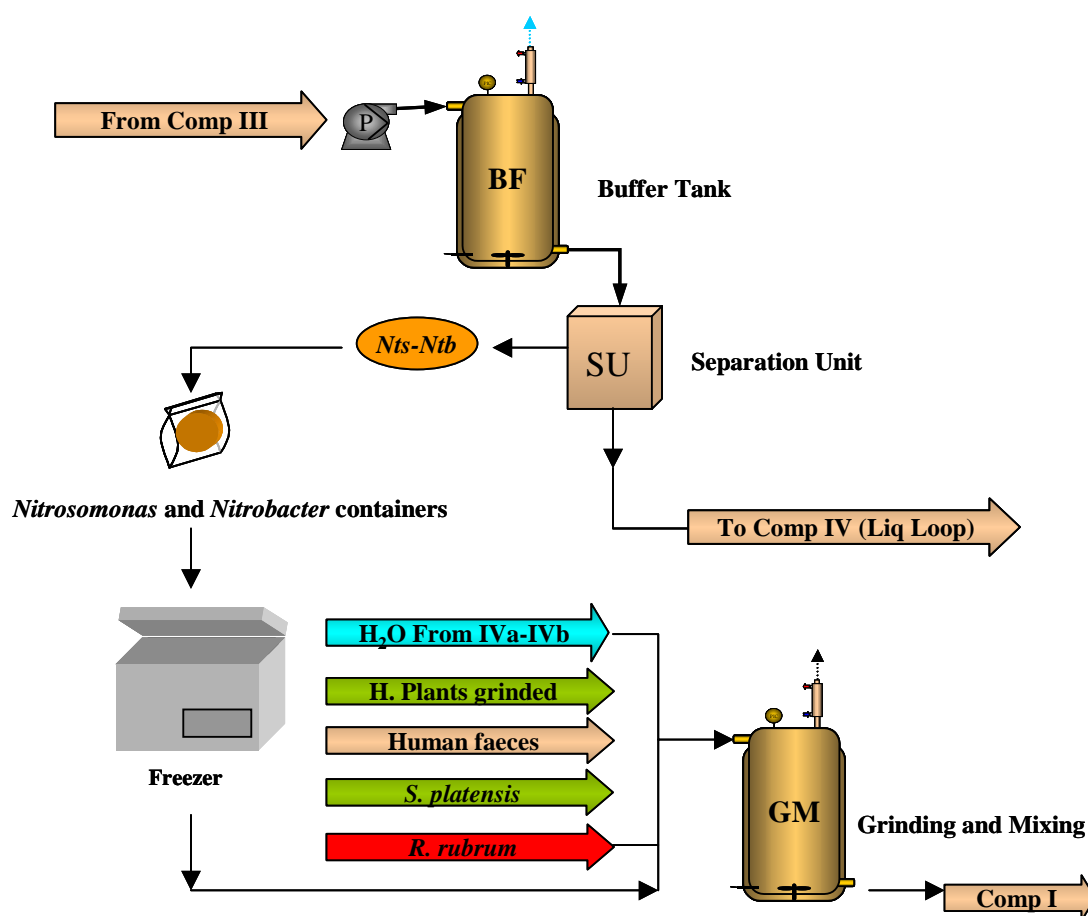 From Comp III
P
BF
Buffer Tank
Nts-Ntb
SU
Separation Unit
Nitrosomonas and Nitrobacter containers
To Comp IV (Liq Loop)
H₂O From IVa-IVb
H. Plants grinded
Human faeces
Freezer
S. platensis
GM
Grinding and Mixing
R. rubrum
Comp I